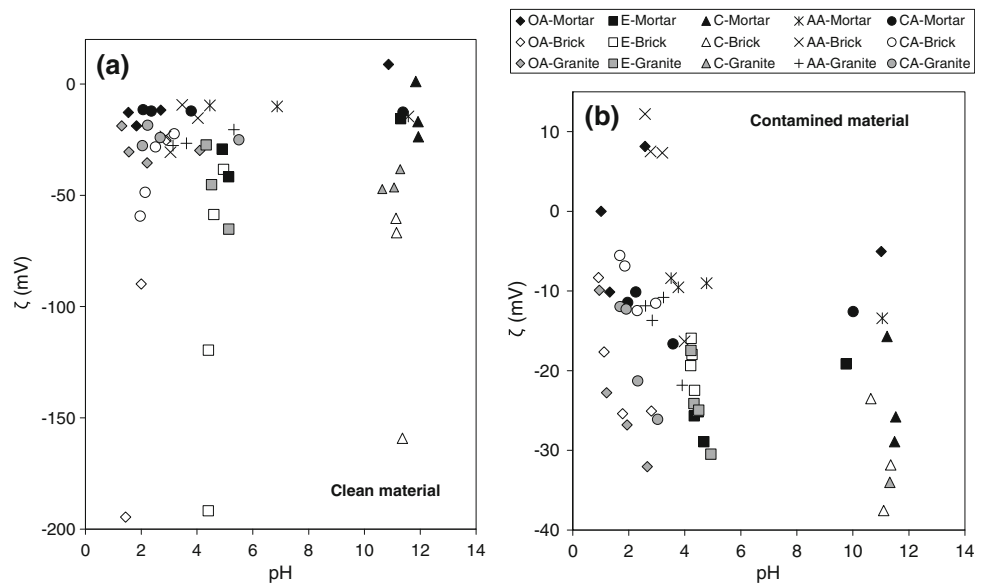 OA-Mortar E-Mortar C-Mortar AA-Mortar CA-Mortar
OA-Brick E-Brick C-Brick AA-Brick CA-Brick
OA-Granite E-Granite C-Granite AA-Granite CA-Granite
(a)
20
0
-50
-100
-150
-200
ζ (mV)
Clean material
0 2 4 6 8 10 12 14
pH
(b)
Contamined material
10
0
-10
-20
-30
-40
ζ (mV)
0 2 4 6 8 10 12 14
pH